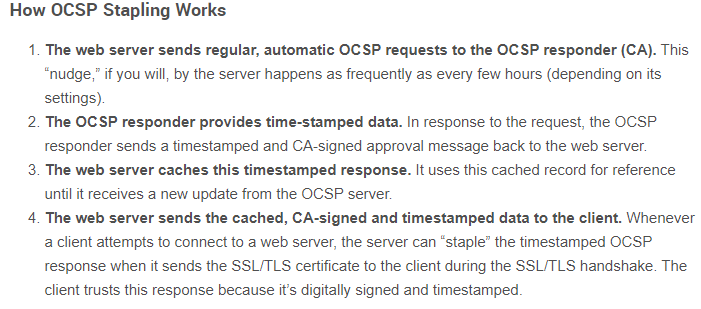 How OCSP Stapling Works
1. The web server sends regular, automatic OCSP requests to the OCSP responder (CA). This
“nudge,” if you will, by the server happens as frequently as every few hours (depending on its
settings).
2. The OCSP responder provides time-stamped data. In response to the request, the OCSP
responder sends a timestamped and CA-signed approval message back to the web server.
3. The web server caches this timestamped response. It uses this cached record for reference
until it receives a new update from the OCSP server.
4. The web server sends the cached, CA-signed and timestamped data to the client. Whenever
a client attempts to connect to a web server, the server can “staple” the timestamped OCSP
response when it sends the SSL/TLS certificate to the client during the SSL/TLS handshake. The
client trusts this response because it’s digitally signed and timestamped.